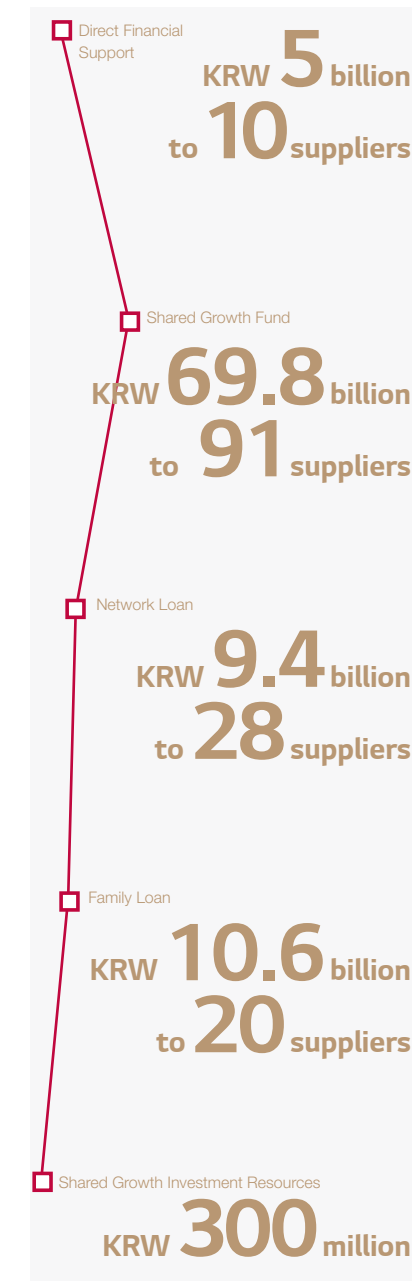 Direct Financial
Support
KRW 5 billion
to 10 suppliers
Shared Growth Fund
KRW 69.8 billion
to 91 suppliers
Network Loan
KRW 9.4 billion
to 28 suppliers
Family Loan
KRW 10.6 billion
to 20 suppliers
Shared Growth Investment Resources
KRW 300 million